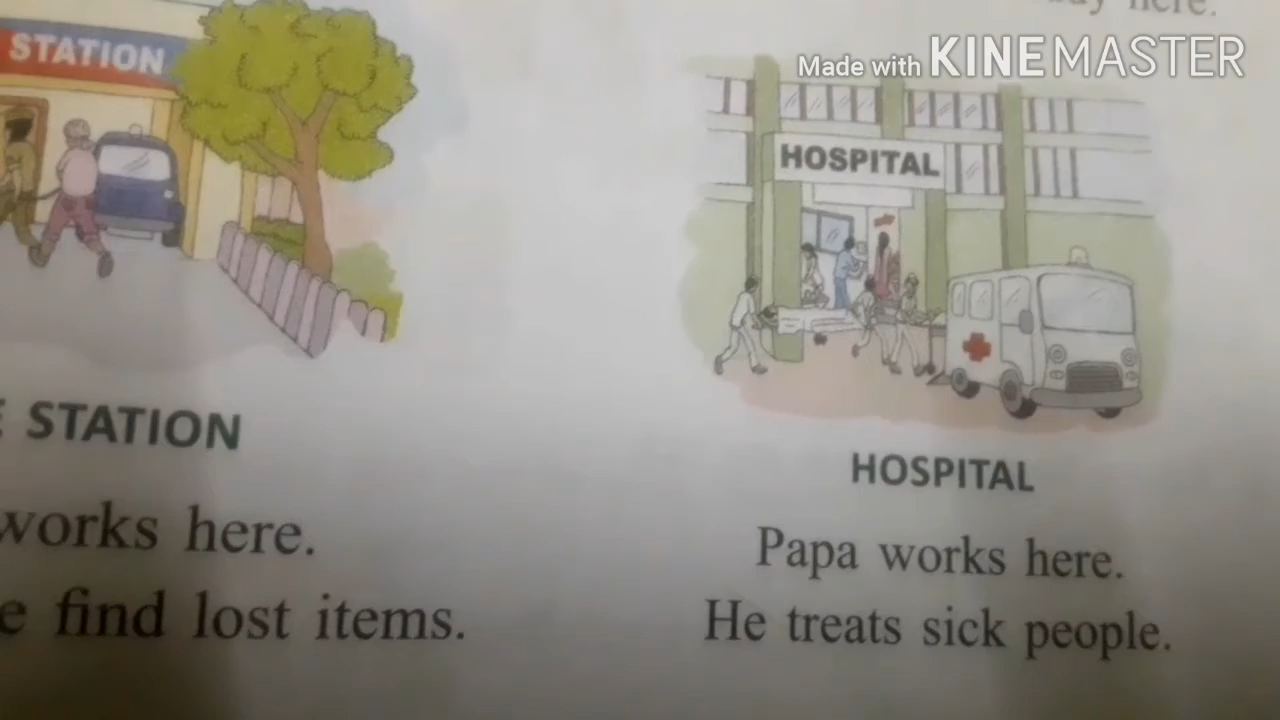 here.
Made with KINEMASTER
STATION
HOSPITAL
STATION
works here.
find lost items.
HOSPITAL
Papa works here.
He treats sick people.